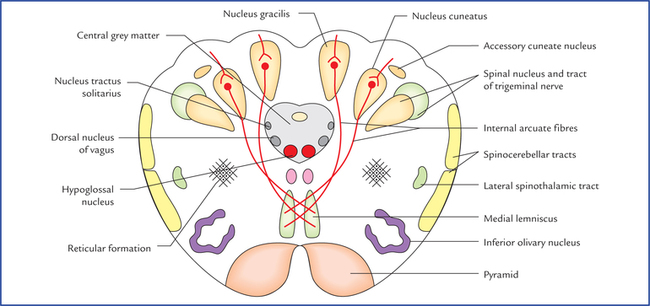 Nucleus gracilis
Nucleus cuneatus
Central grey matter
Accessory cuneate nucleus
Nucleus tractus
solitarius
Spinal nucleus and tract
of trigeminal nerve
Dorsal nucleus
of vagus
Internal arcuate fibres
Spinocerebellar tracts
Hypoglossal
nucleus
Lateral spinothalamic tract
Medial lemniscus
Reticular formation
Inferior olivary nucleus
Pyramid